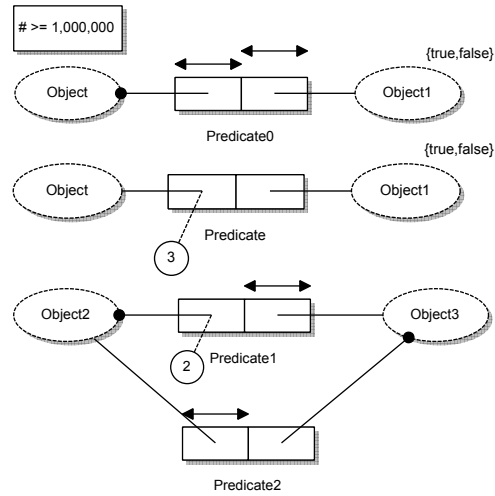 # >= 1,000,000
{true,false}
Object
Object1
Predicate0
{true,false}
Object
Object1
3
Predicate
Object2
Object3
2
Predicate1
Predicate2